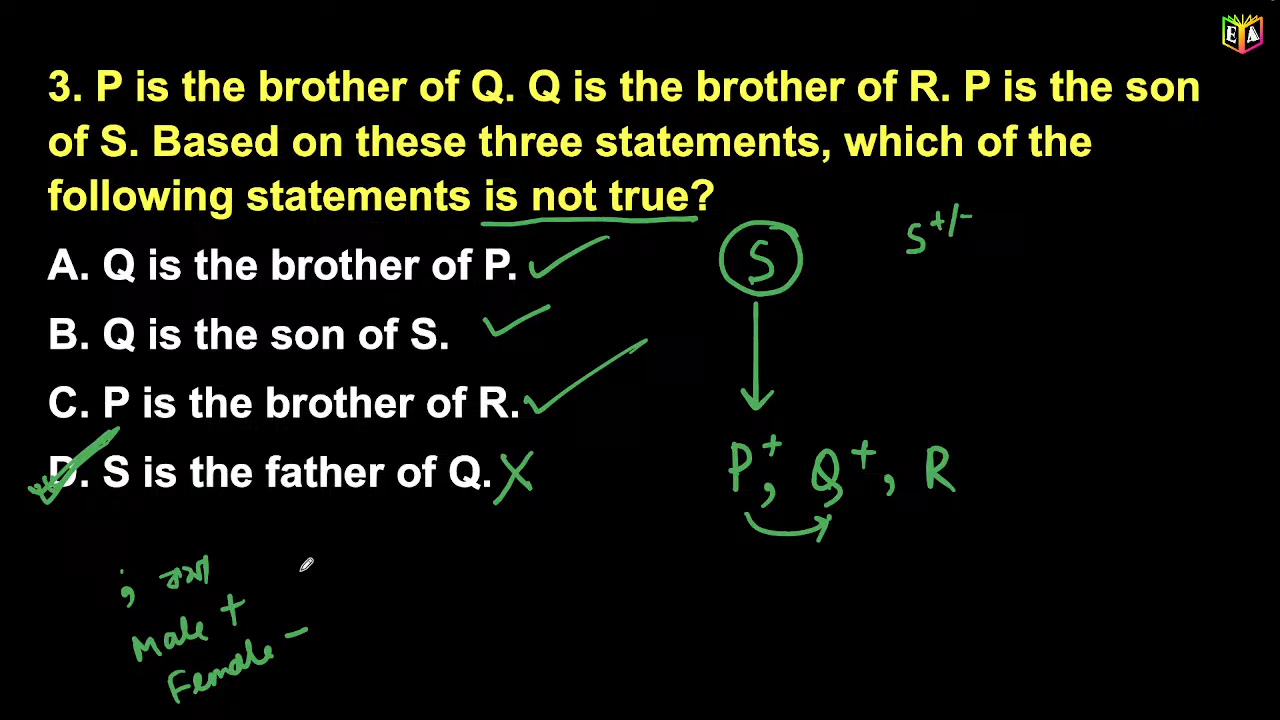 EA
3. P is the brother of Q. Q is the brother of R. P is the son
of S. Based on these three statements, which of the
following statements is not true?
A. Q is the brother of P.
B. Q is the son of S.
C. P is the brother of R.
D. S is the father of Q.
S
S +/-
P+, Q+, R
Male +
Female -